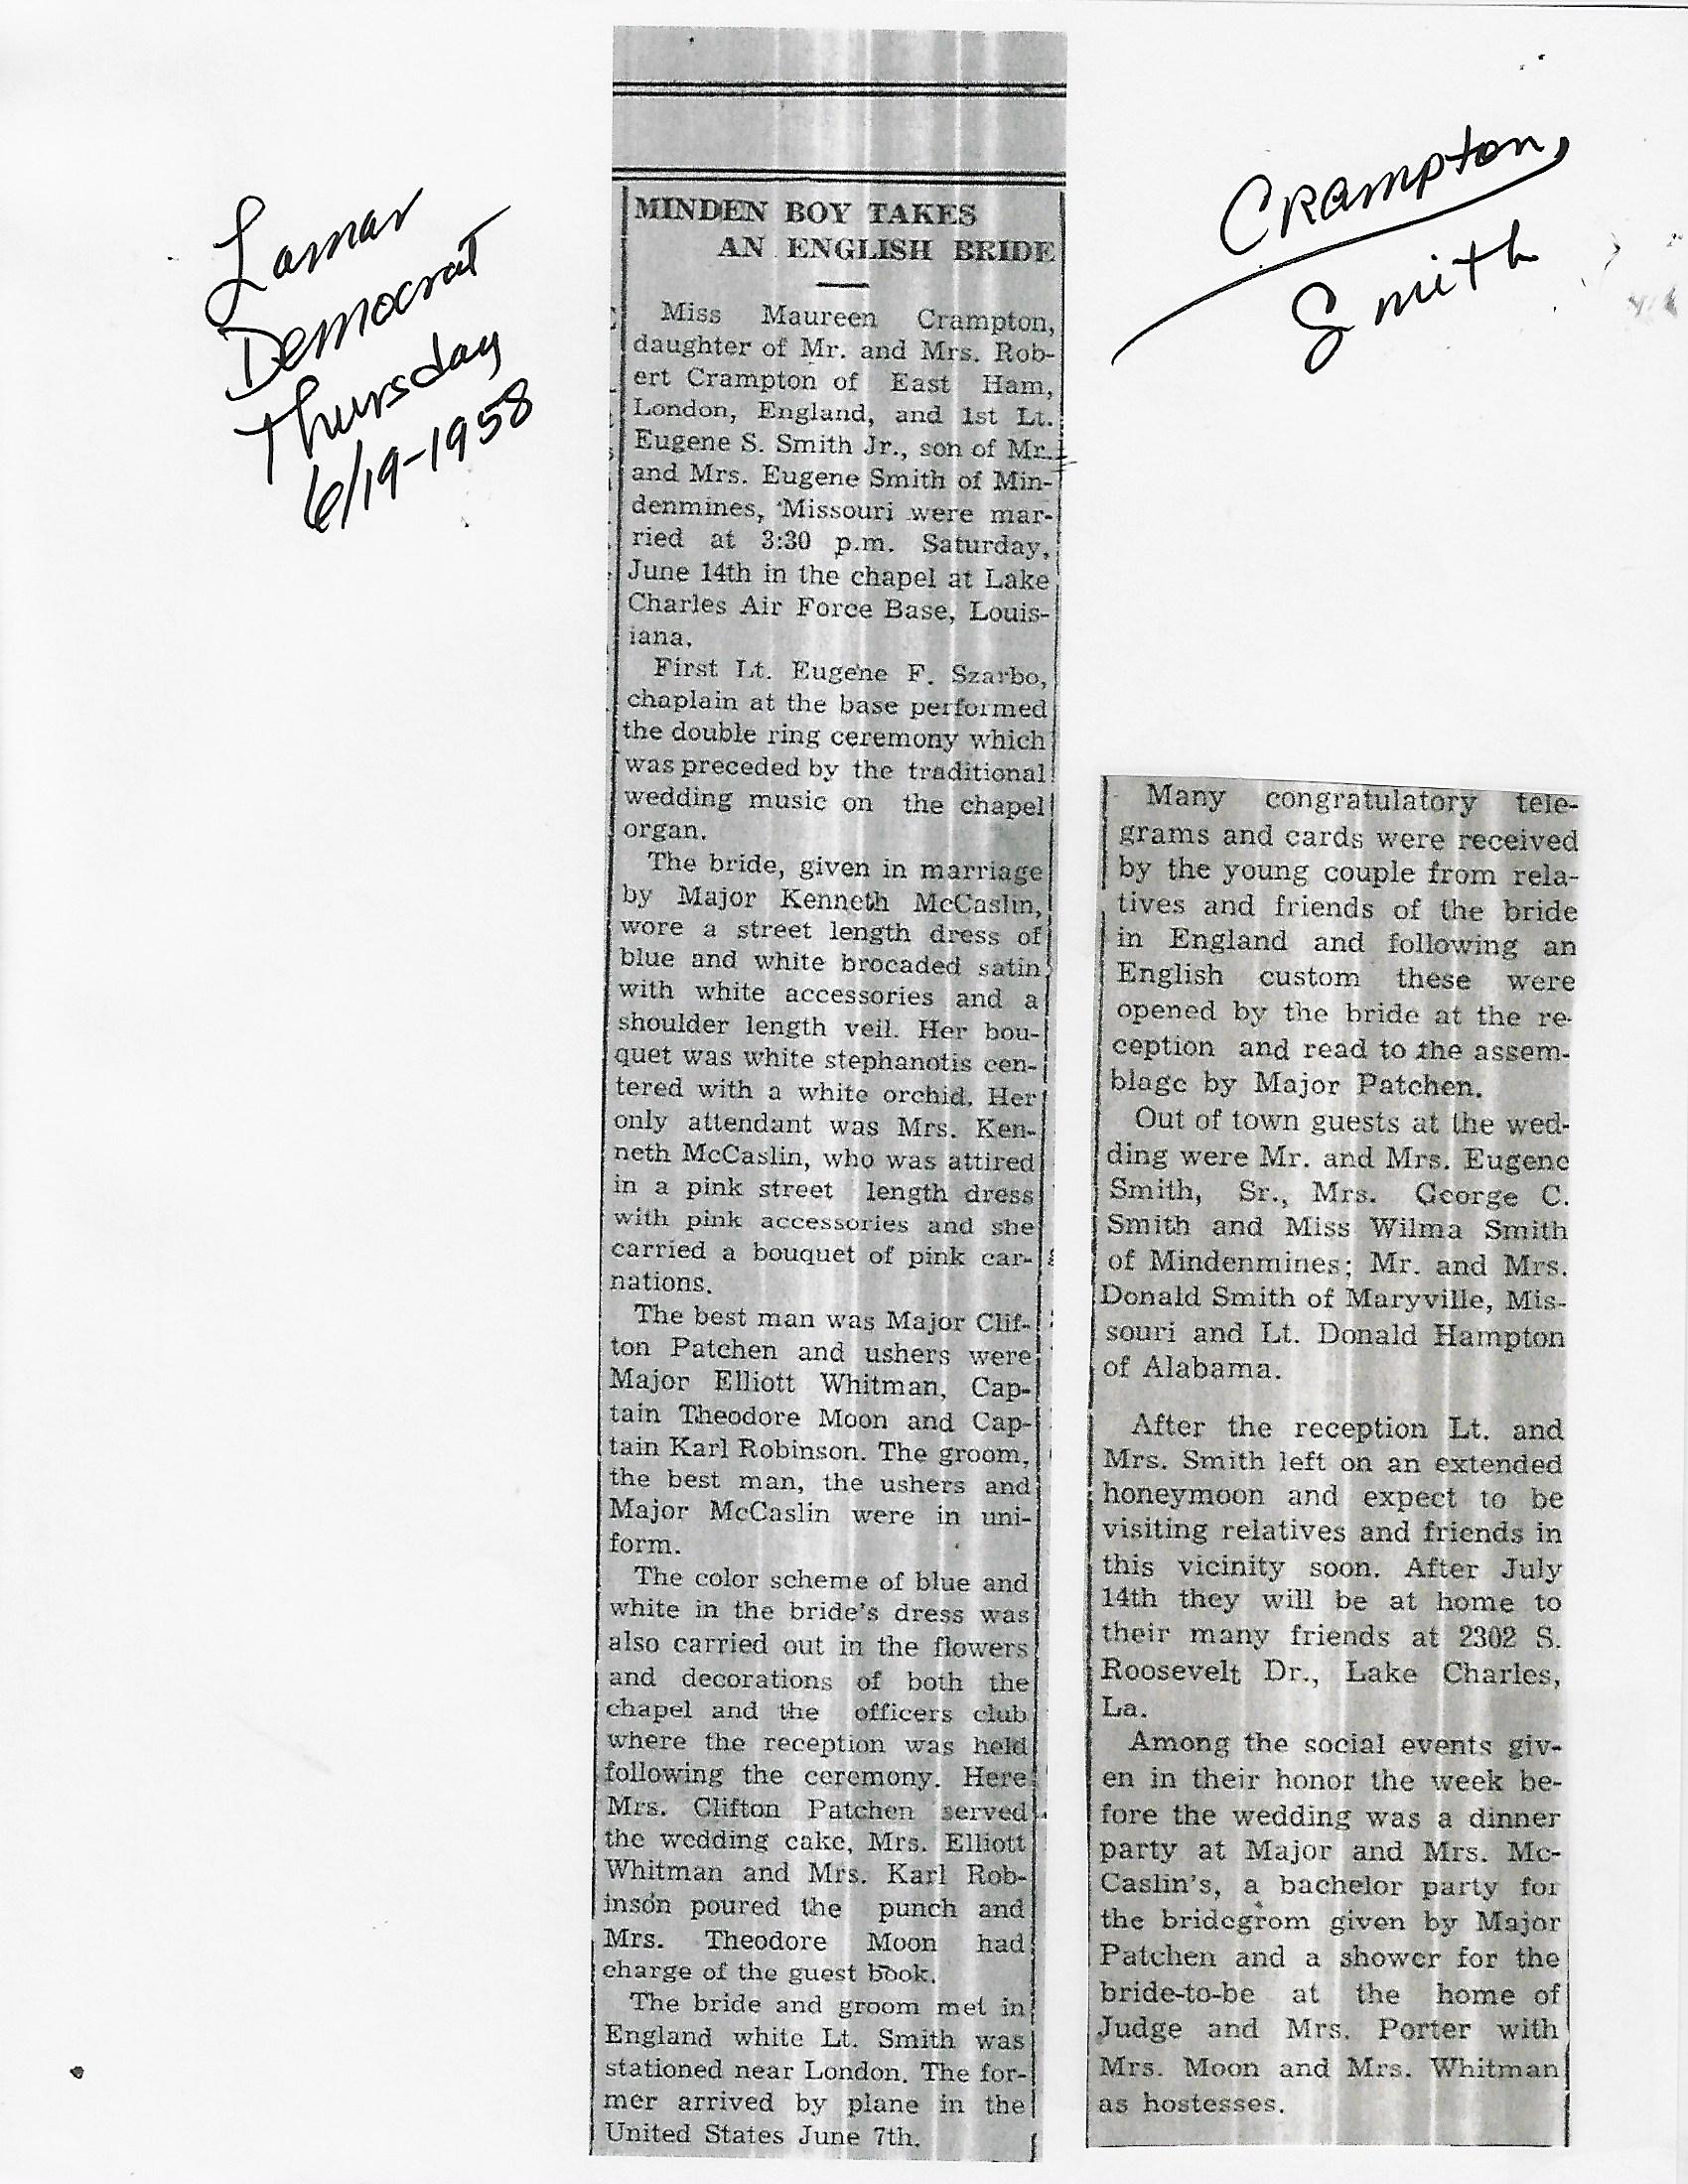 Lamar
Democrat
Thursday
6/19-1958
Crampton,
Smith
MINDEN BOY TAKES
AN ENGLISH BRIDE
Miss Maureen Crampton,
daughter of Mr. and Mrs. Rob-
ert Crampton of East Ham,
London, England, and 1st Lt.
Eugene S. Smith Jr., son of Mr.
and Mrs. Eugene Smith of Min-
denmines, Missouri were mar-
ried at 3:30 p.m. Saturday,
June 14th in the chapel at Lake
Charles Air Force Base, Louis-
iana.
First Lt. Eugene F. Szarbo,
chaplain at the base performed
the double ring ceremony which
was preceded by the traditional
wedding music on the chapel
organ.
The bride, given in marriage
by Major Kenneth McCaslin,
wore a street length dress of
blue and white brocaded satin
with white accessories and a
shoulder length veil. Her bou-
quet was white stephanotis cen-
tered with a white orchid. Her
only attendant was Mrs. Ken-
neth McCaslin, who was attired
in a pink street length dress
with pink accessories and she
carried a bouquet of pink car-
nations.
The best man was Major Clif-
ton Patchen and ushers were
Major Elliott Whitman, Cap-
tain Theodore Moon and Cap-
tain Karl Robinson. The groom,
the best man, the ushers and
Major McCaslin were in uni-
form.
The color scheme of blue and
white in the bride's dress was
also carried out in the flowers
and decorations of both the
chapel and the officers club
where the reception was held
following the ceremony. Here
Mrs. Clifton Patchen served
the wedding cake, Mrs. Elliott
Whitman and Mrs. Karl Rob-
inson poured the punch and
Mrs. Theodore Moon had
charge of the guest book.
The bride and groom met in
England white Lt. Smith was
stationed near London. The for-
mer arrived by plane in the
United States June 7th.
Many congratulatory tele-
grams and cards were received
by the young couple from rela-
tives and friends of the bride
in England and following an
English custom these were
opened by the bride at the re-
ception and read to the assem-
blage by Major Patchen.
Out of town guests at the wed-
ding were Mr. and Mrs. Eugene
Smith, Sr., Mrs. George C.
Smith and Miss Wilma Smith
of Mindenmines; Mr. and Mrs.
Donald Smith of Maryville, Mis-
souri and Lt. Donald Hampton
of Alabama.
After the reception Lt. and
Mrs. Smith left on an extended
honeymoon and expect to be
visiting relatives and friends in
this vicinity soon. After July
14th they will be at home to
their many friends at 2302 S.
Roosevelt Dr., Lake Charles,
La.
Among the social events giv-
en in their honor the week be-
fore the wedding was a dinner
party at Major and Mrs. Mc-
Caslin's, a bachelor party for
the bridegrom given by Major
Patchen and a shower for the
bride-to-be at the home of
Judge and Mrs. Porter with
Mrs. Moon and Mrs. Whitman
as hostesses.